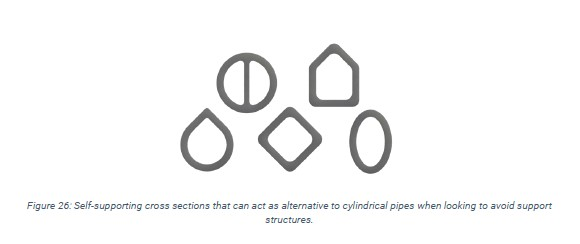 Figure 26: Self-supporting cross sections that can act as alternative to cylindrical pipes when looking to avoid support
structures.